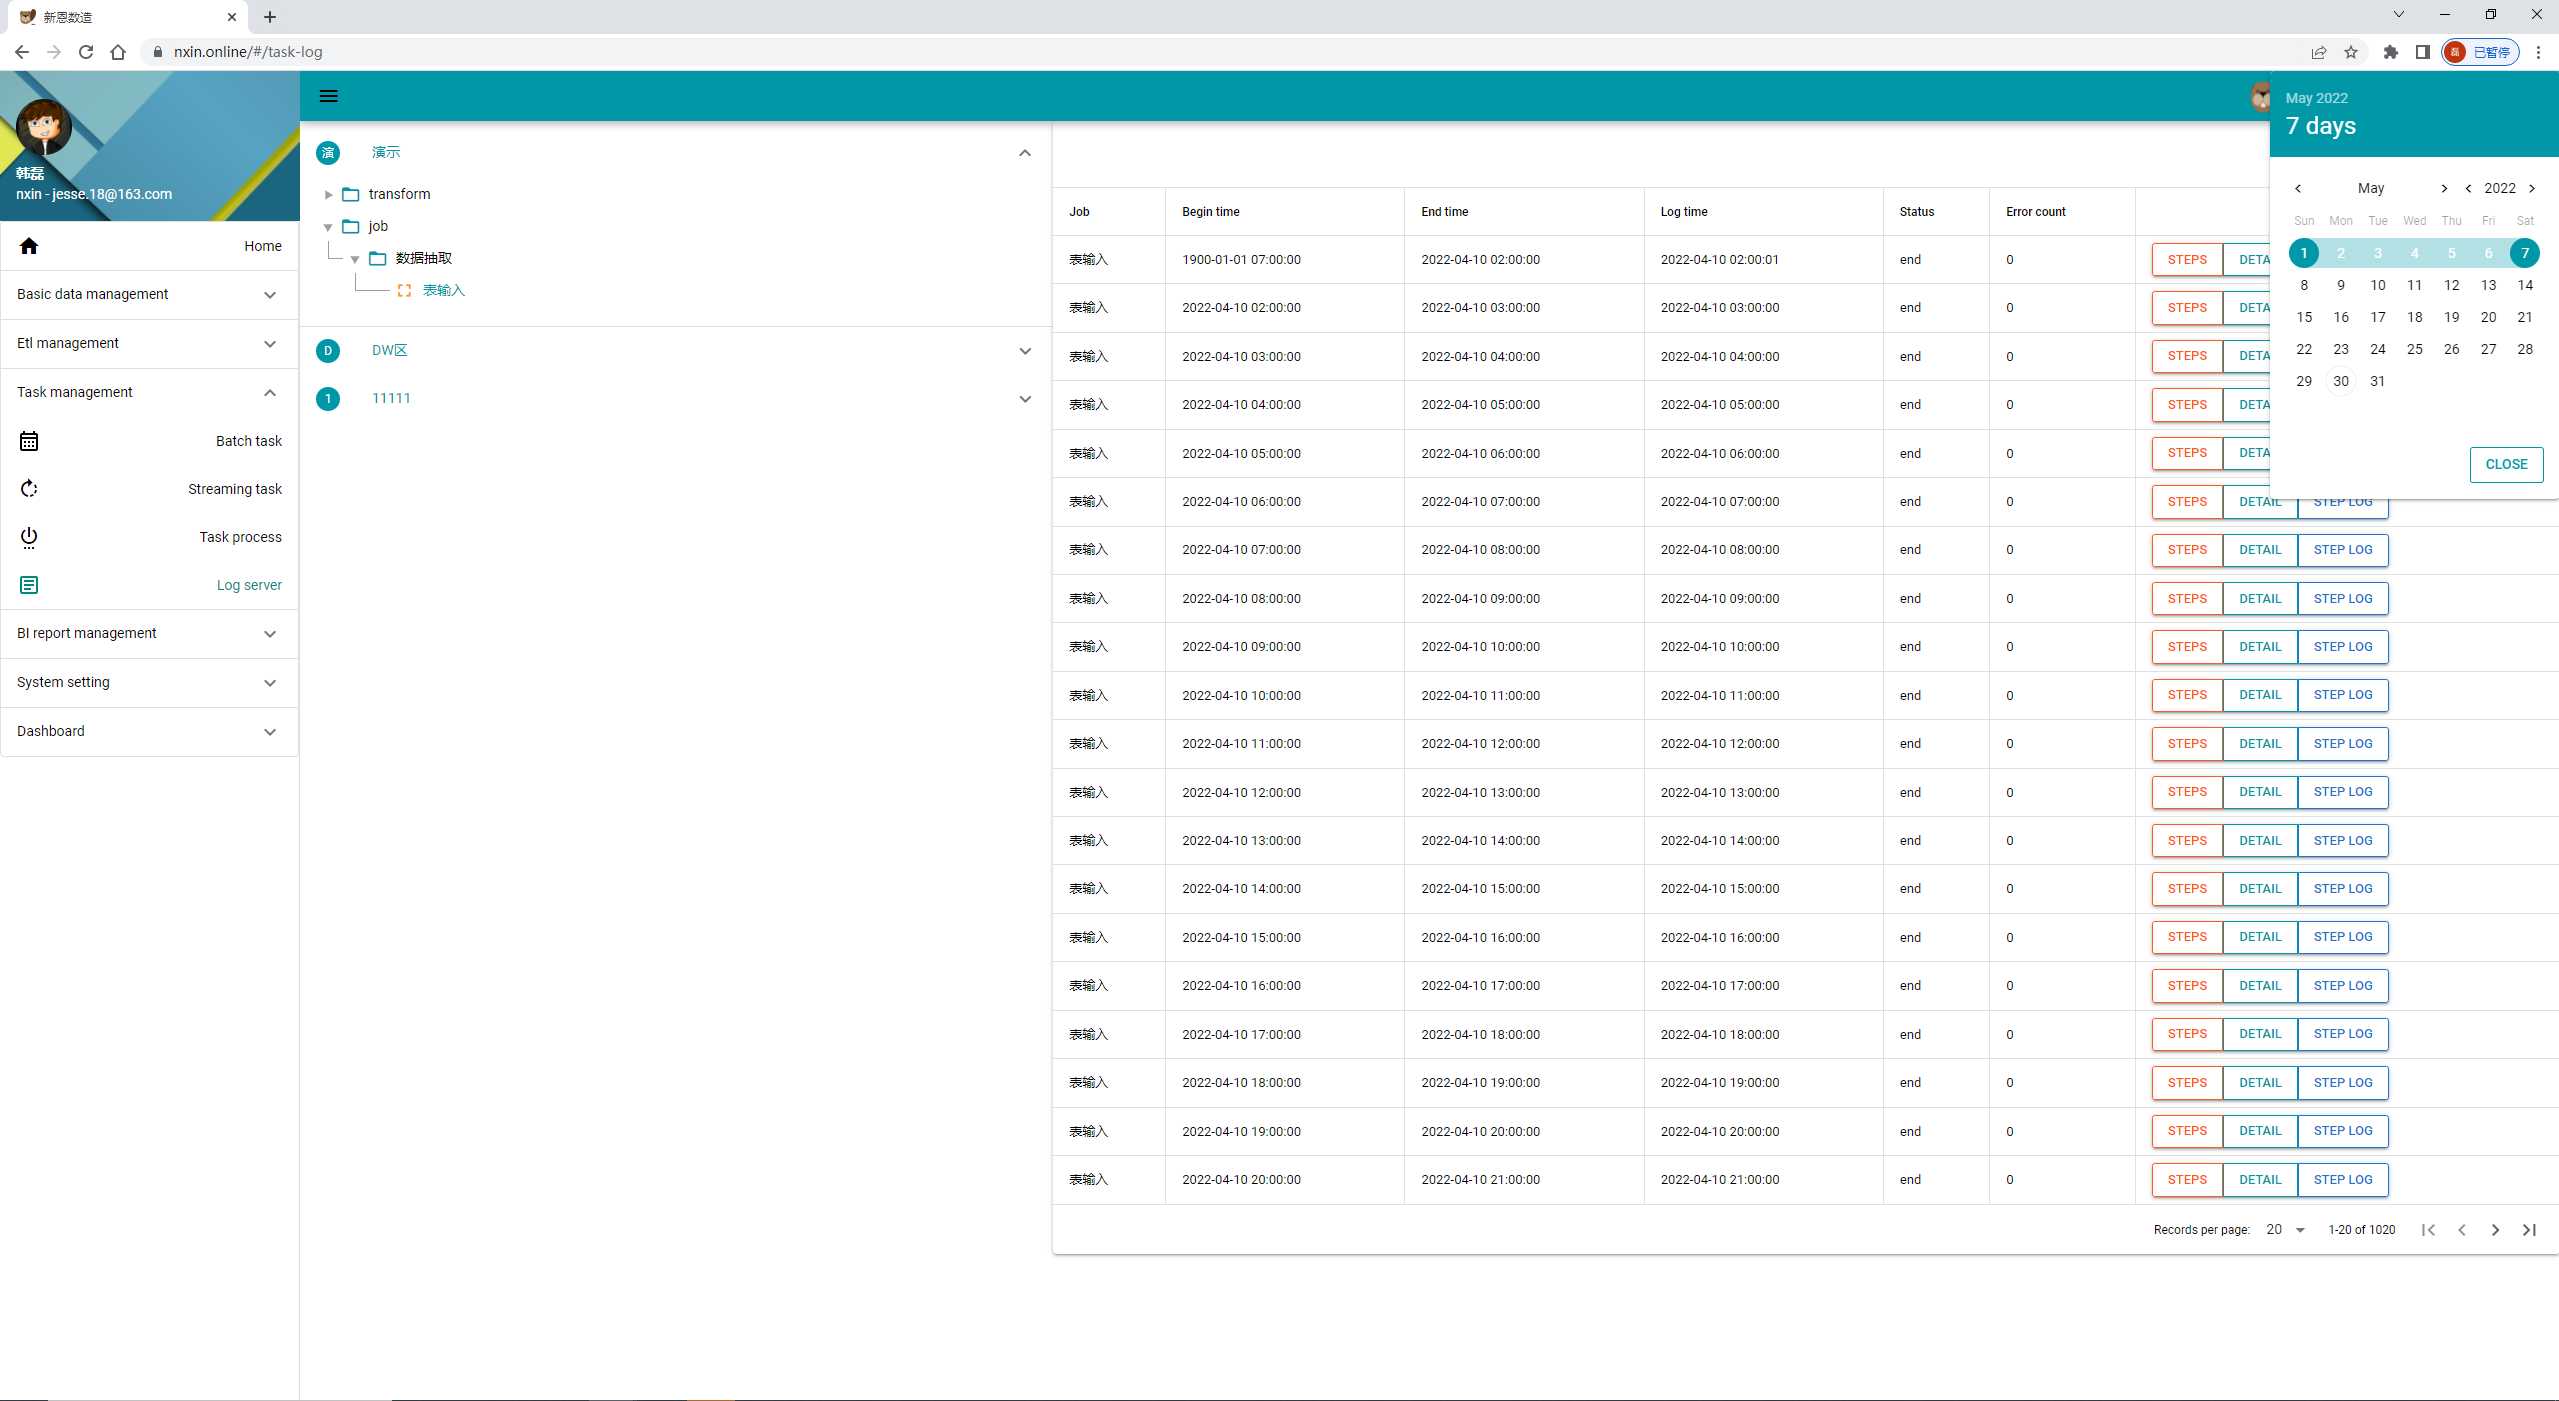 新恩数造
nxin.online/#/task-log
已暂停
韩磊
nxin - jesse.18@163.com
Home
Basic data management
Etl management
Task management
Batch task
Streaming task
Task process
Log server
BI report management
System setting
Dashboard
演 演示
transform
job
数据抽取
表输入
D DW区
1 11111
Job Begin time End time Log time Status Error count
表输入 1900-01-01 07:00:00 2022-04-10 02:00:00 2022-04-10 02:00:01 end 0 STEPS DETA
表输入 2022-04-10 02:00:00 2022-04-10 03:00:00 2022-04-10 03:00:00 end 0 STEPS DETA
表输入 2022-04-10 03:00:00 2022-04-10 04:00:00 2022-04-10 04:00:00 end 0 STEPS DETA
表输入 2022-04-10 04:00:00 2022-04-10 05:00:00 2022-04-10 05:00:00 end 0 STEPS DETA
表输入 2022-04-10 05:00:00 2022-04-10 06:00:00 2022-04-10 06:00:00 end 0 STEPS DETA
表输入 2022-04-10 06:00:00 2022-04-10 07:00:00 2022-04-10 07:00:00 end 0 STEPS DETAIL STEP LOG
表输入 2022-04-10 07:00:00 2022-04-10 08:00:00 2022-04-10 08:00:00 end 0 STEPS DETAIL STEP LOG
表输入 2022-04-10 08:00:00 2022-04-10 09:00:00 2022-04-10 09:00:00 end 0 STEPS DETAIL STEP LOG
表输入 2022-04-10 09:00:00 2022-04-10 10:00:00 2022-04-10 10:00:00 end 0 STEPS DETAIL STEP LOG
表输入 2022-04-10 10:00:00 2022-04-10 11:00:00 2022-04-10 11:00:00 end 0 STEPS DETAIL STEP LOG
表输入 2022-04-10 11:00:00 2022-04-10 12:00:00 2022-04-10 12:00:00 end 0 STEPS DETAIL STEP LOG
表输入 2022-04-10 12:00:00 2022-04-10 13:00:00 2022-04-10 13:00:00 end 0 STEPS DETAIL STEP LOG
表输入 2022-04-10 13:00:00 2022-04-10 14:00:00 2022-04-10 14:00:00 end 0 STEPS DETAIL STEP LOG
表输入 2022-04-10 14:00:00 2022-04-10 15:00:00 2022-04-10 15:00:00 end 0 STEPS DETAIL STEP LOG
表输入 2022-04-10 15:00:00 2022-04-10 16:00:00 2022-04-10 16:00:00 end 0 STEPS DETAIL STEP LOG
表输入 2022-04-10 16:00:00 2022-04-10 17:00:00 2022-04-10 17:00:00 end 0 STEPS DETAIL STEP LOG
表输入 2022-04-10 17:00:00 2022-04-10 18:00:00 2022-04-10 18:00:00 end 0 STEPS DETAIL STEP LOG
表输入 2022-04-10 18:00:00 2022-04-10 19:00:00 2022-04-10 19:00:00 end 0 STEPS DETAIL STEP LOG
表输入 2022-04-10 19:00:00 2022-04-10 20:00:00 2022-04-10 20:00:00 end 0 STEPS DETAIL STEP LOG
表输入 2022-04-10 20:00:00 2022-04-10 21:00:00 2022-04-10 21:00:00 end 0 STEPS DETAIL STEP LOG
Records per page: 20 1-20 of 1020
May 2022
7 days
May 2022
Sun Mon Tue Wed Thu Fri Sat
1 2 3 4 5 6 7
8 9 10 11 12 13 14
15 16 17 18 19 20 21
22 23 24 25 26 27 28
29 30 31
CLOSE